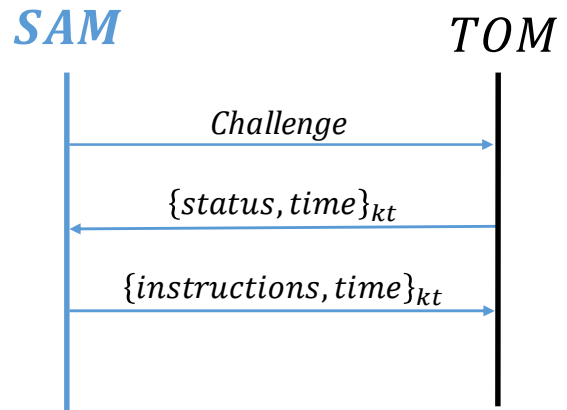 SAM
TOM
Challenge
{status, time}kt
{instructions, time}kt